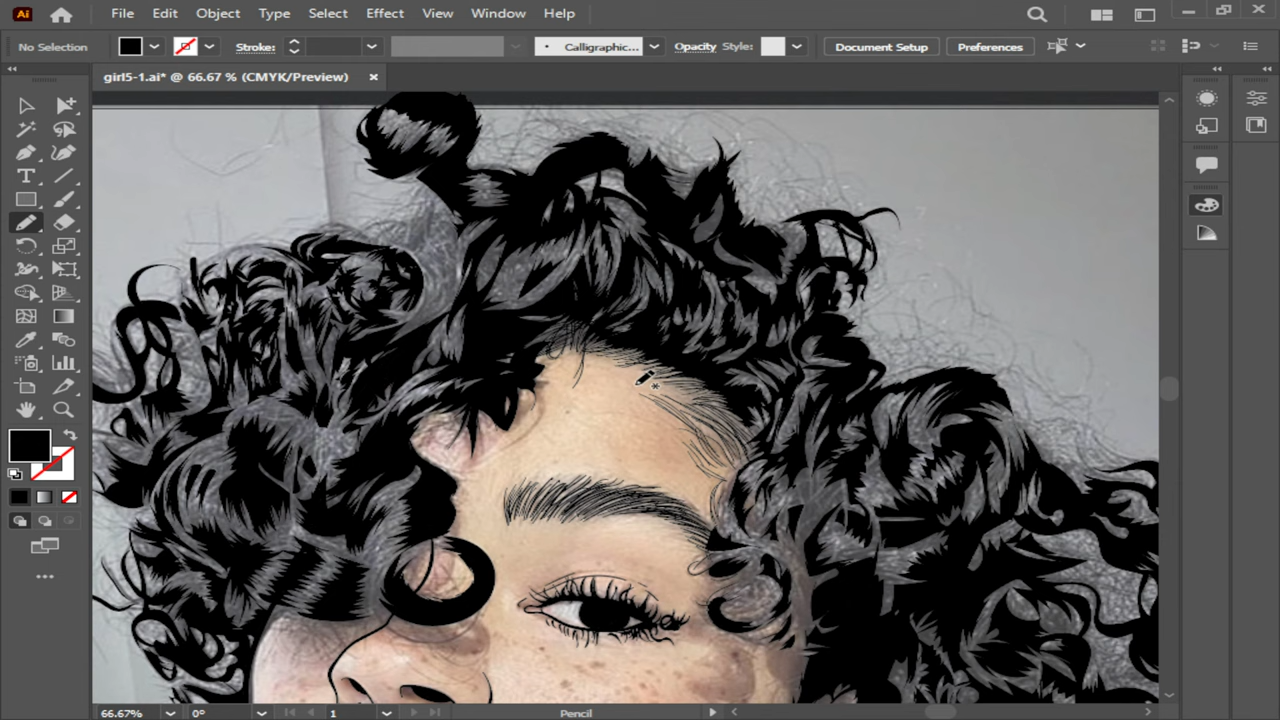 Ai File Edit Object Type Select Effect View Window Help
No Selection Stroke: Calligraphic... Opacity Style: Document Setup Preferences
girl5-1.ai* @ 66.67 % (CMYK/Preview)
66.67% 0° 1 Pencil